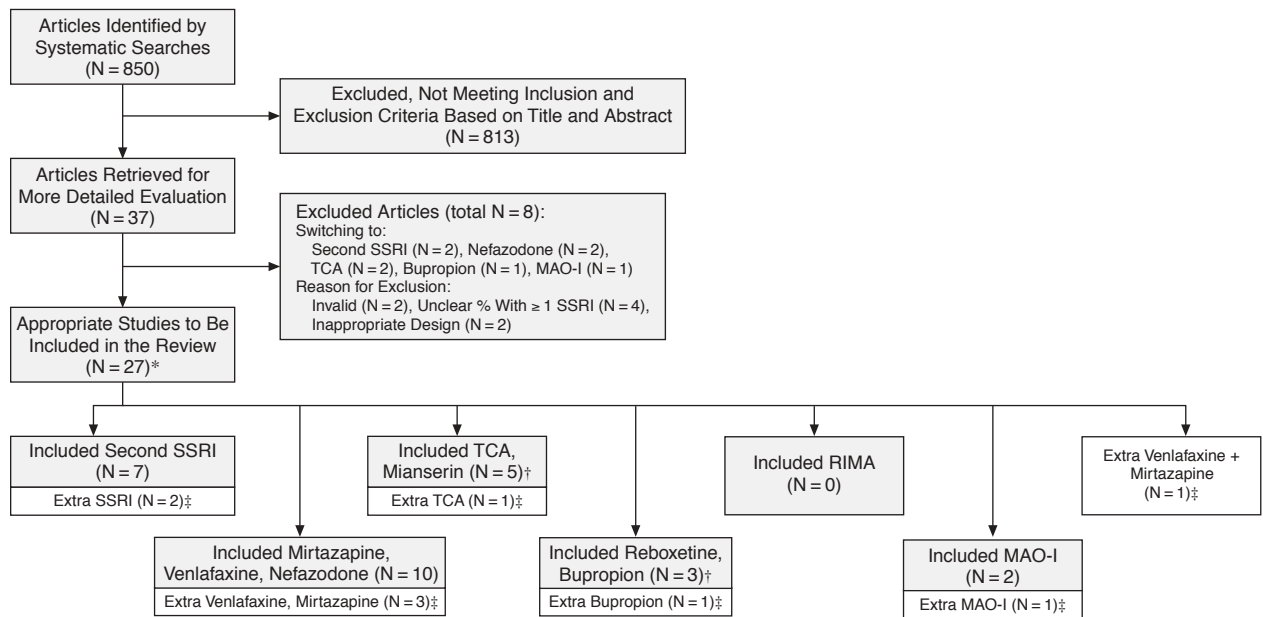 Articles Identified by
Systematic Searches
(N = 850)
Excluded, Not Meeting Inclusion and
Exclusion Criteria Based on Title and Abstract
(N = 813)
Articles Retrieved for
More Detailed Evaluation
(N = 37)
Excluded Articles (total N = 8):
Switching to:
Second SSRI (N = 2), Nefazodone (N = 2),
TCA (N = 2), Bupropion (N = 1), MAO-I (N = 1)
Reason for Exclusion:
Invalid (N = 2), Unclear % With ≥ 1 SSRI (N = 4),
Inappropriate Design (N = 2)
Appropriate Studies to Be
Included in the Review
(N = 27)*
Included Second SSRI
(N = 7)
Extra SSRI (N = 2)‡
Included TCA,
Mianserin (N = 5)†
Extra TCA (N = 1)‡
Included RIMA
(N = 0)
Extra Venlafaxine +
Mirtazapine
(N = 1)‡
Included Mirtazapine,
Venlafaxine, Nefazodone (N = 10)
Extra Venlafaxine, Mirtazapine (N = 3)‡
Included Reboxetine,
Bupropion (N = 3)†
Extra Bupropion (N = 1)‡
Included MAO-I
(N = 2)
Extra MAO-I (N = 1)‡